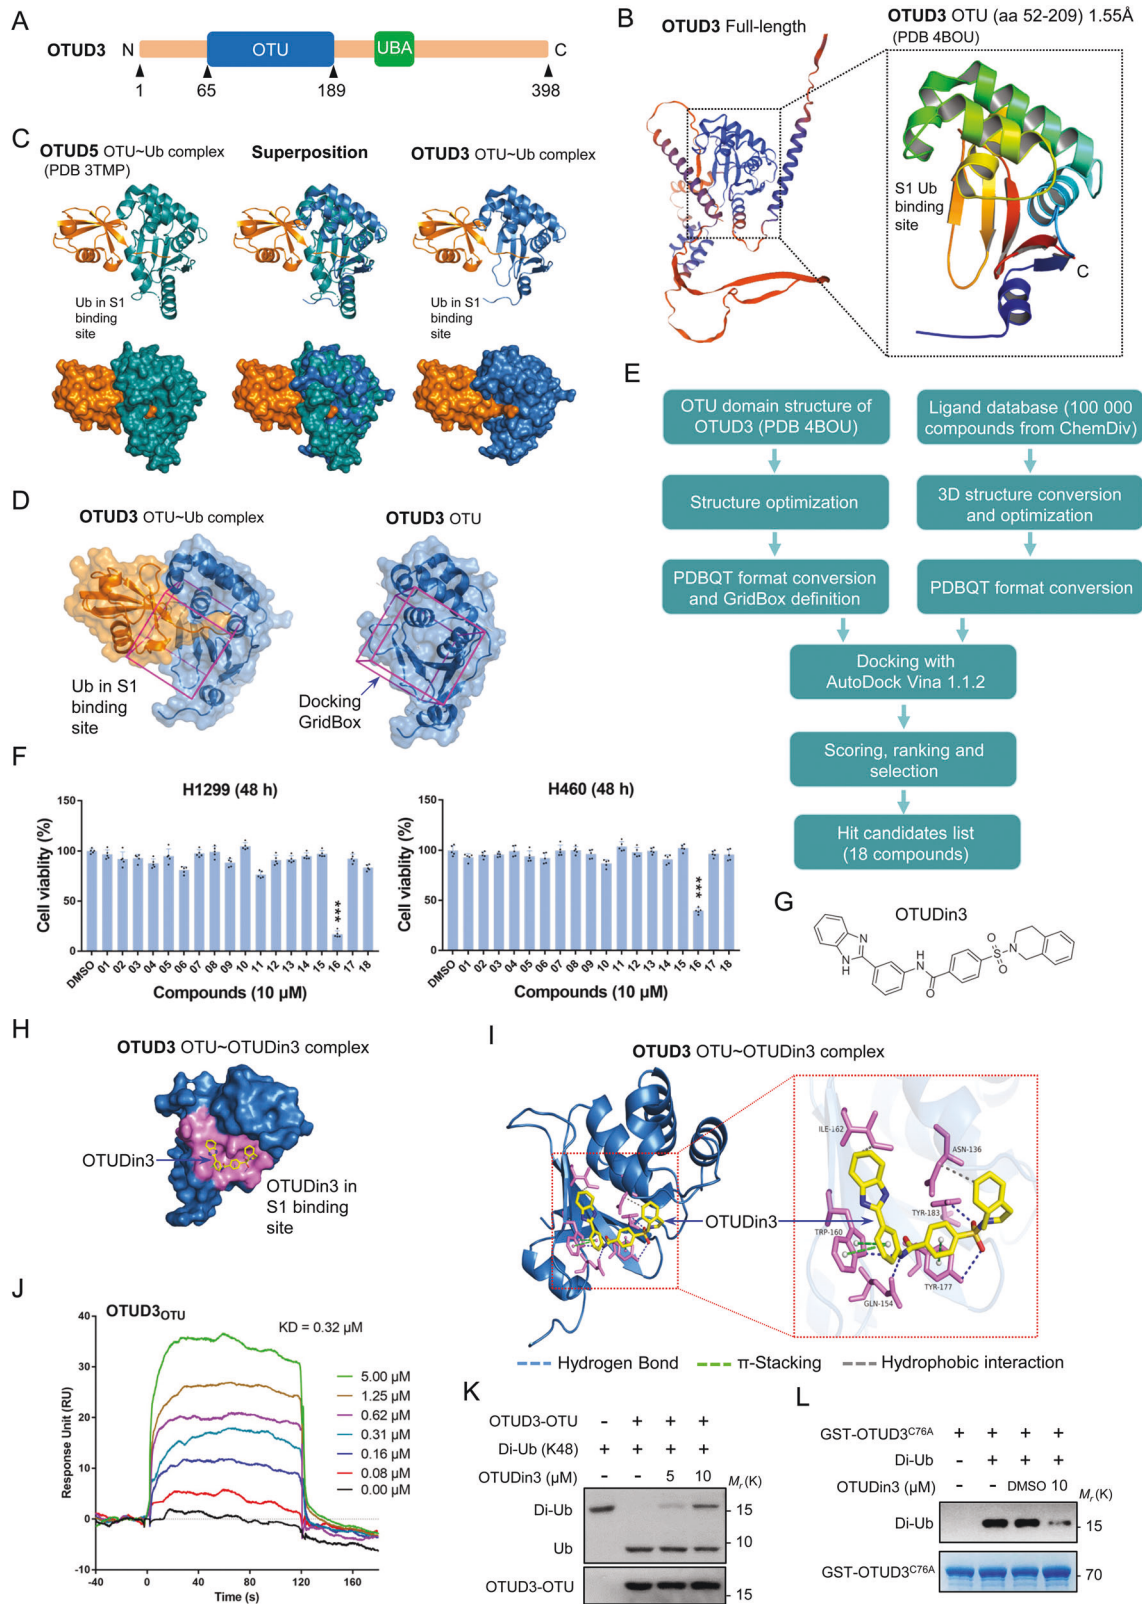 A
OTUD3 N OTU UBA C
1 65 189 398
B
OTUD3 Full-length
OTUD3 OTU (aa 52-209) 1.55Å
(PDB 4BOU)
S1 Ub
binding
site
C
C
OTUD5 OTU~Ub complex
(PDB 3TMP)
Superposition
OTUD3 OTU~Ub complex
Ub in S1
binding
site
Ub in S1
binding
site
D
OTUD3 OTU~Ub complex
OTUD3 OTU
Ub in S1
binding
site
Docking
GridBox
E
OTU domain structure of
OTUD3 (PDB 4BOU)
Ligand database (100 000
compounds from ChemDiv)
Structure optimization
3D structure conversion
and optimization
PDBQT format conversion
and GridBox definition
PDBQT format conversion
Docking with
AutoDock Vina 1.1.2
Scoring, ranking and
selection
Hit candidates list
(18 compounds)
F
H1299 (48 h)
Cell viablity (%)
150
100
50
0
***
DMSO 01 02 03 04 05 06 07 08 09 10 11 12 13 14 15 16 17 18
Compounds (10 µM)
H460 (48 h)
Cell viablity (%)
150
100
50
0
***
DMSO 01 02 03 04 05 06 07 08 09 10 11 12 13 14 15 16 17 18
Compounds (10 µM)
G
OTUDin3
N
N
H
H
N
O
O
S
O
N
H
OTUD3 OTU~OTUDin3 complex
OTUDin3
OTUDin3 in
S1 binding
site
I
OTUD3 OTU~OTUDin3 complex
OTUDin3
ILE-162
ASN-136
TYR-183
TRP-160
TYR-177
GLN-154
Hydrogen Bond
π-Stacking
Hydrophobic interaction
J
OTUD3OTU
KD = 0.32 µM
Response Unit (RU)
40
30
20
10
0
-10
-40 0 40 80 120 160
Time (s)
5.00 µM
1.25 µM
0.62 µM
0.31 µM
0.16 µM
0.08 µM
0.00 µM
K
OTUD3-OTU - + + +
Di-Ub (K48) + + + +
OTUDin3 (µM) - - 5 10 Mr (K)
Di-Ub 15
10
Ub
OTUD3-OTU
15
L
GST-OTUD3C76A + + + +
Di-Ub - + + +
OTUDin3 (µM) - - DMSO 10 Mr (K)
Di-Ub 15
GST-OTUD3C76A 70